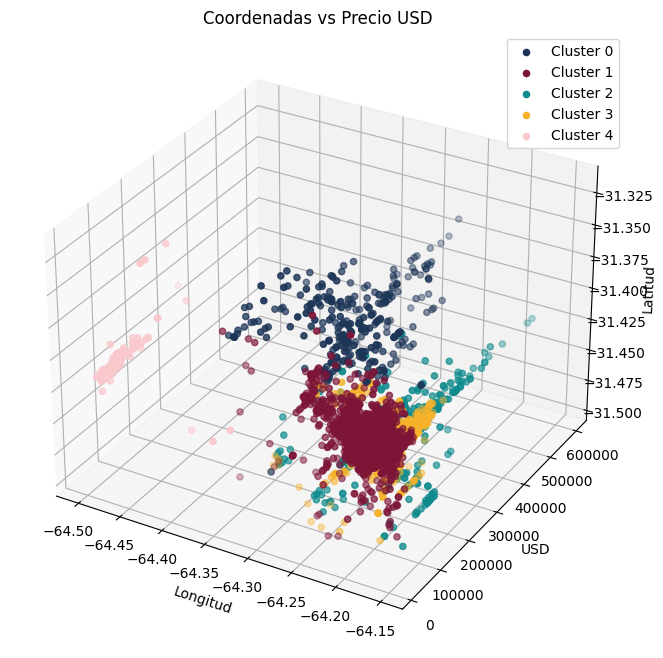 Coordenadas vs Precio USD
Cluster 0
Cluster 1
Cluster 2
Cluster 3
Cluster 4
−31.325
−31.350
−31.375
−31.400
−31.425
−31.450
−31.475
−31.500
Latitud
600000
500000
400000
300000
200000
100000
0
USD
−64.50
−64.45
−64.40
−64.35
−64.30
−64.25
−64.20
−64.15
Longitud